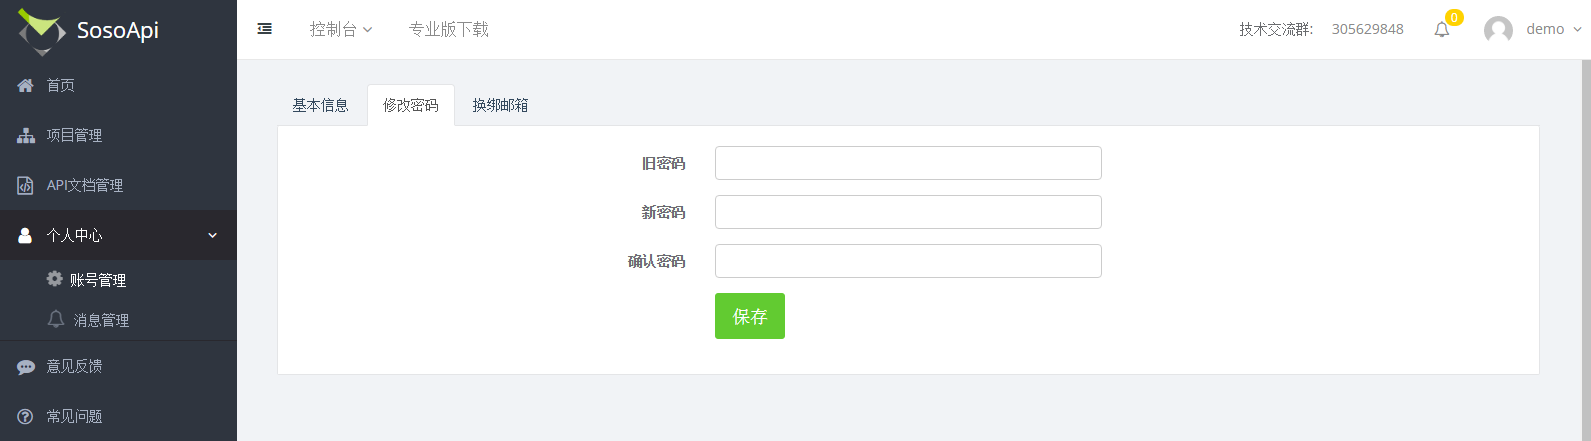 SosoApi
控制台 专业版下载 技术交流群: 305629848 0 demo
首页
项目管理
API文档管理
个人中心
账号管理
消息管理
意见反馈
常见问题
基本信息 修改密码 换绑邮箱
旧密码
新密码
确认密码
保存